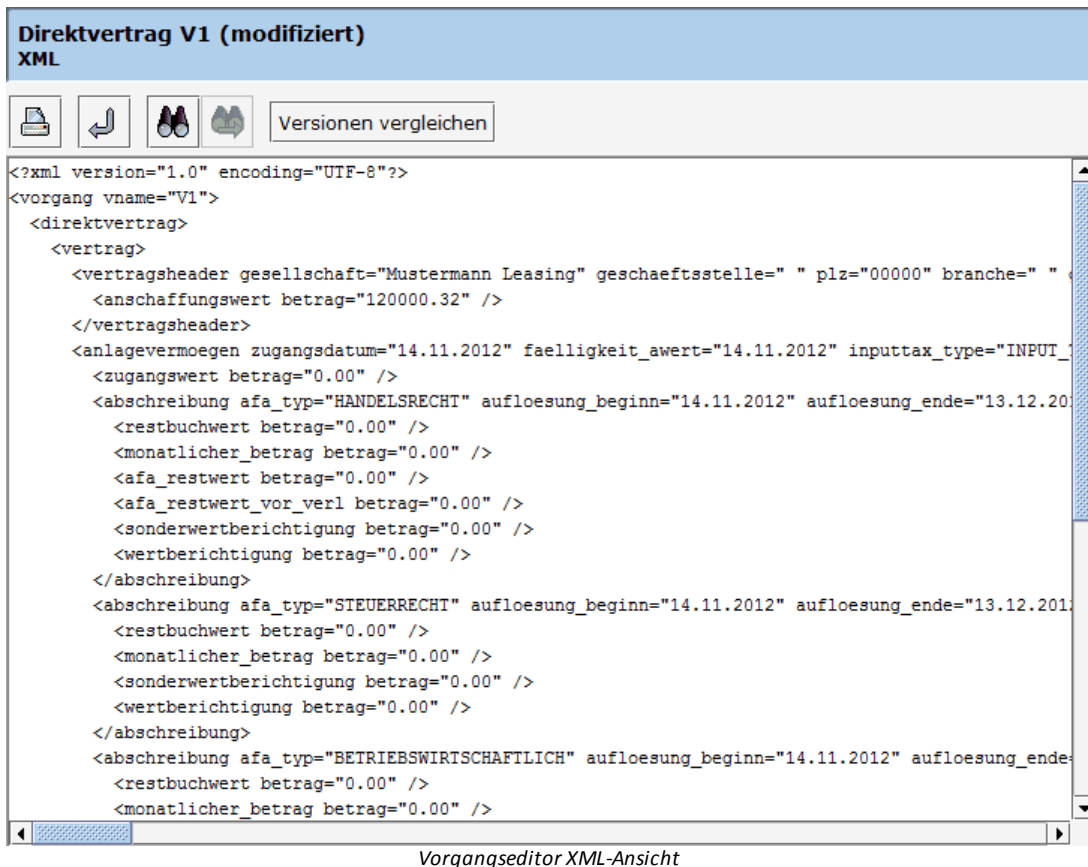 Direktvertrag V1 (modifiziert)
XML
Versionen vergleichen
<?xml version="1.0" encoding="UTF-8"?>
<vorgang vname="V1">
<direktvertrag>
<vertrag>
<vertragsheader gesellschaft="Mustermann Leasing" geschaeftsstelle=" " plz="00000" branche=" "
<anschaffungswert betrag="120000.32" />
</vertragsheader>
<anlagevermoegen zugangsdatum="14.11.2012" faelligkeit_awert="14.11.2012" inputtax_type="INPUT_
<zugangswert betrag="0.00" />
<abschreibung afa_typ="HANDELSRECHT" aufloesung_beginn="14.11.2012" aufloesung_ende="13.12.20
<restbuchwert betrag="0.00" />
<monatlicher_betrag betrag="0.00" />
<afa_restwert betrag="0.00" />
<afa_restwert_vor_verl betrag="0.00" />
<sonderwertberichtigung betrag="0.00" />
<wertberichtigung betrag="0.00" />
</abschreibung>
<abschreibung afa_typ="STEUERRECHT" aufloesung_beginn="14.11.2012" aufloesung_ende="13.12.201
<restbuchwert betrag="0.00" />
<monatlicher_betrag betrag="0.00" />
<sonderwertberichtigung betrag="0.00" />
<wertberichtigung betrag="0.00" />
</abschreibung>
<abschreibung afa_typ="BETRIEBSWIRTSCHAFTLICH" aufloesung_beginn="14.11.2012" aufloesung_ende
<restbuchwert betrag="0.00" />
<monatlicher_betrag betrag="0.00" />
Vorgangseditor XML-Ansicht